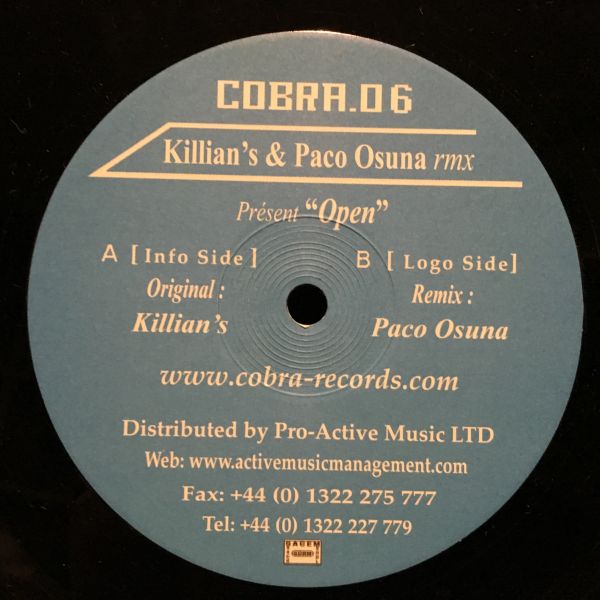 COBRA.06
Killian's & Paco Osuna rmx
Présent "Open"
A [ Info Side ] B [ Logo Side]
Original : Remix :
Killian's Paco Osuna
www.cobra-records.com
Distributed by Pro-Active Music LTD
Web: www.activemusicmanagement.com
Fax: +44 (0) 1322 275 777
Tel: +44 (0) 1322 227 779
SACEM